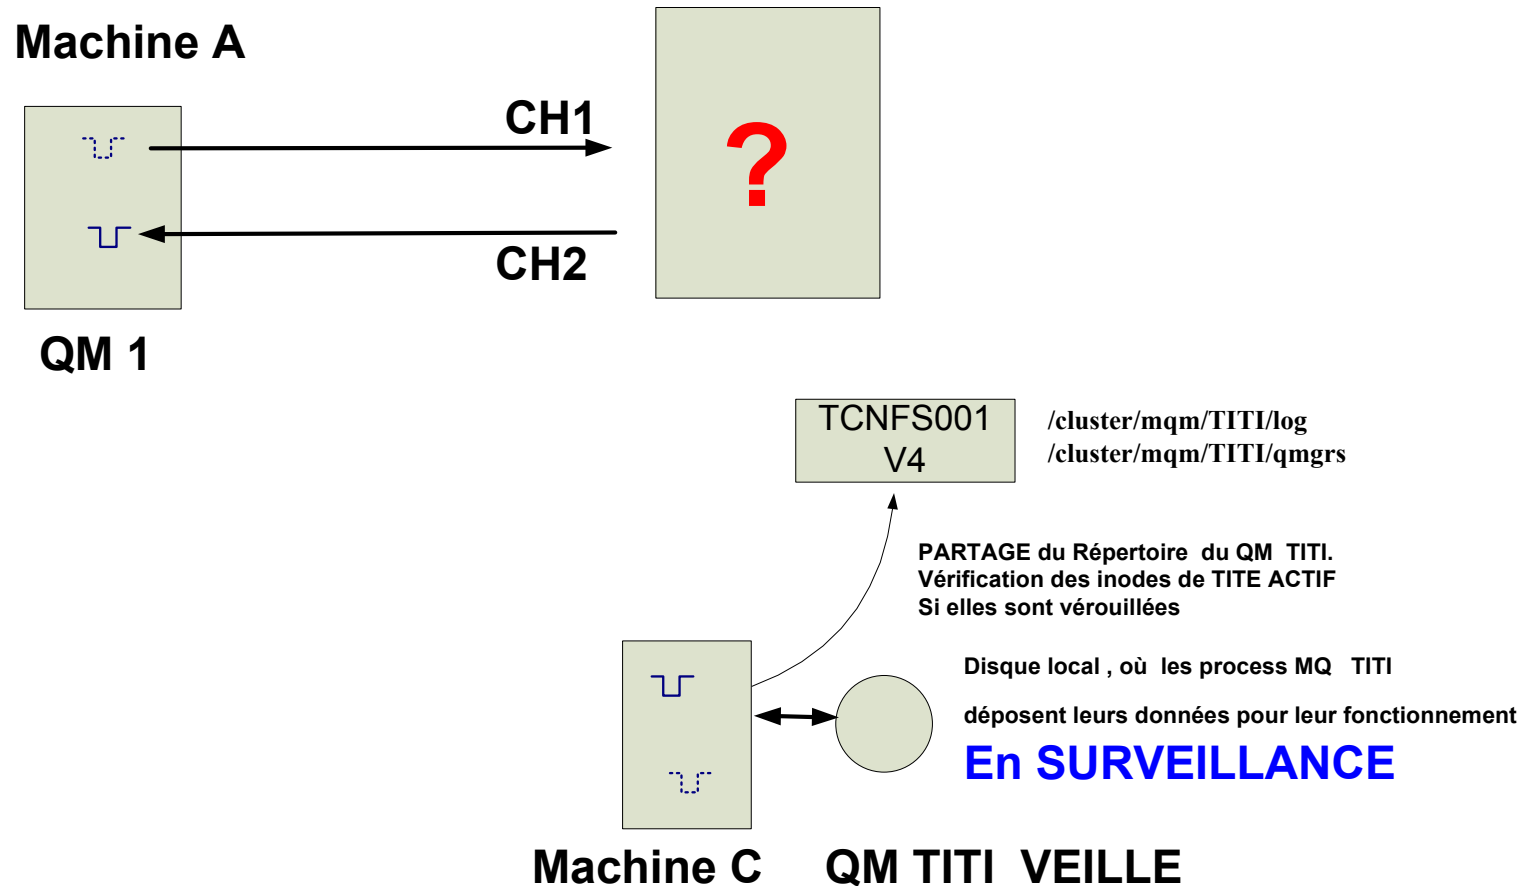 Machine A
CH1
?
CH2
QM 1
TCNFS001
V4
/cluster/mqm/TITI/log
/cluster/mqm/TITI/qmgrs
PARTAGE du Répertoire du QM TITI.
Vérification des inodes de TITE ACTIF
Si elles sont vérouillées
Disque local , où les process MQ TITI
déposent leurs données pour leur fonctionnement
En SURVEILLANCE
Machine C QM TITI VEILLE